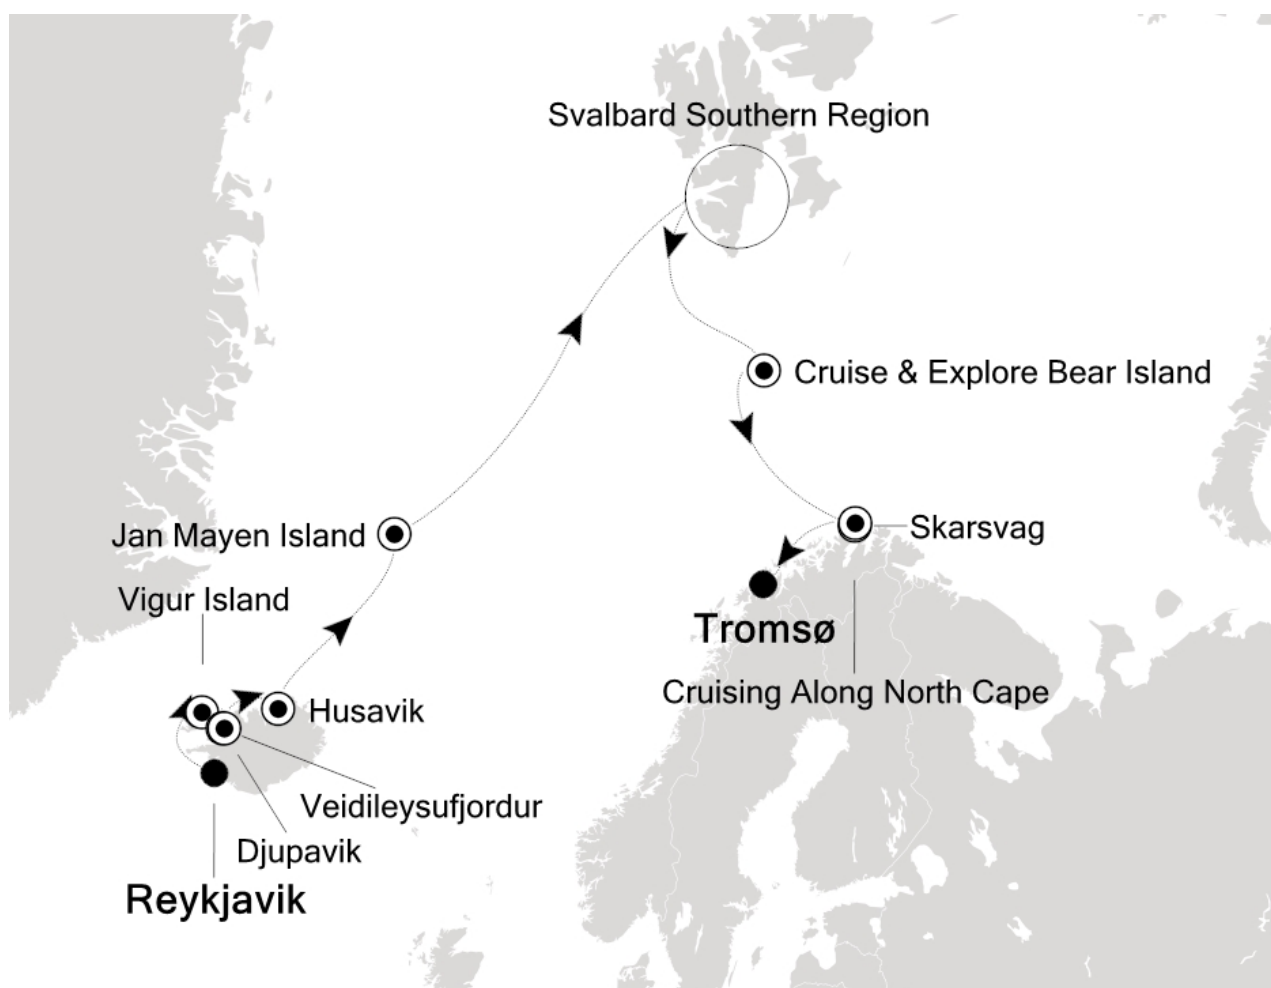 Svalbard Southern Region
Cruise & Explore Bear Island
Skarsvag
Jan Mayen Island
Vigur Island
Tromsø
Cruising Along North Cape
Husavik
Veidileysufjordur
Djupavik
Reykjavik